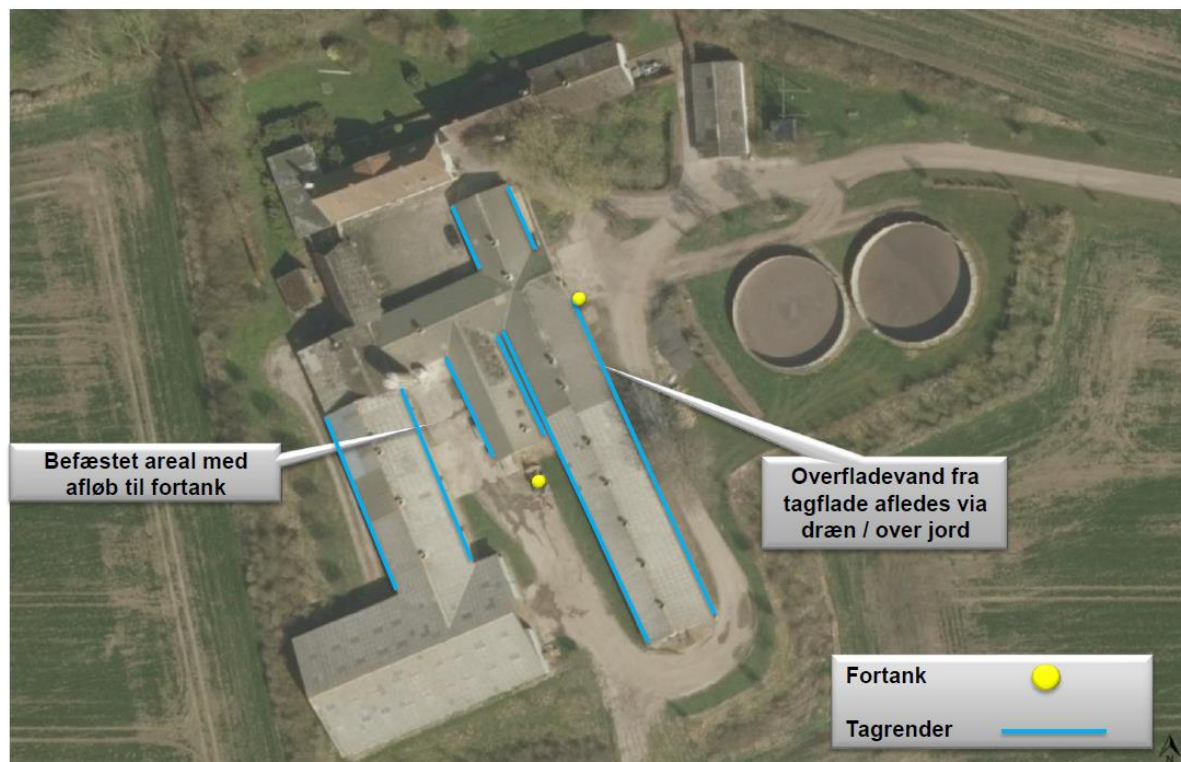 Befæstet areal med
afløb til fortank
Overfladevand fra
tagflade afledes via
dræn / over jord
Fortank
Tagrender
N